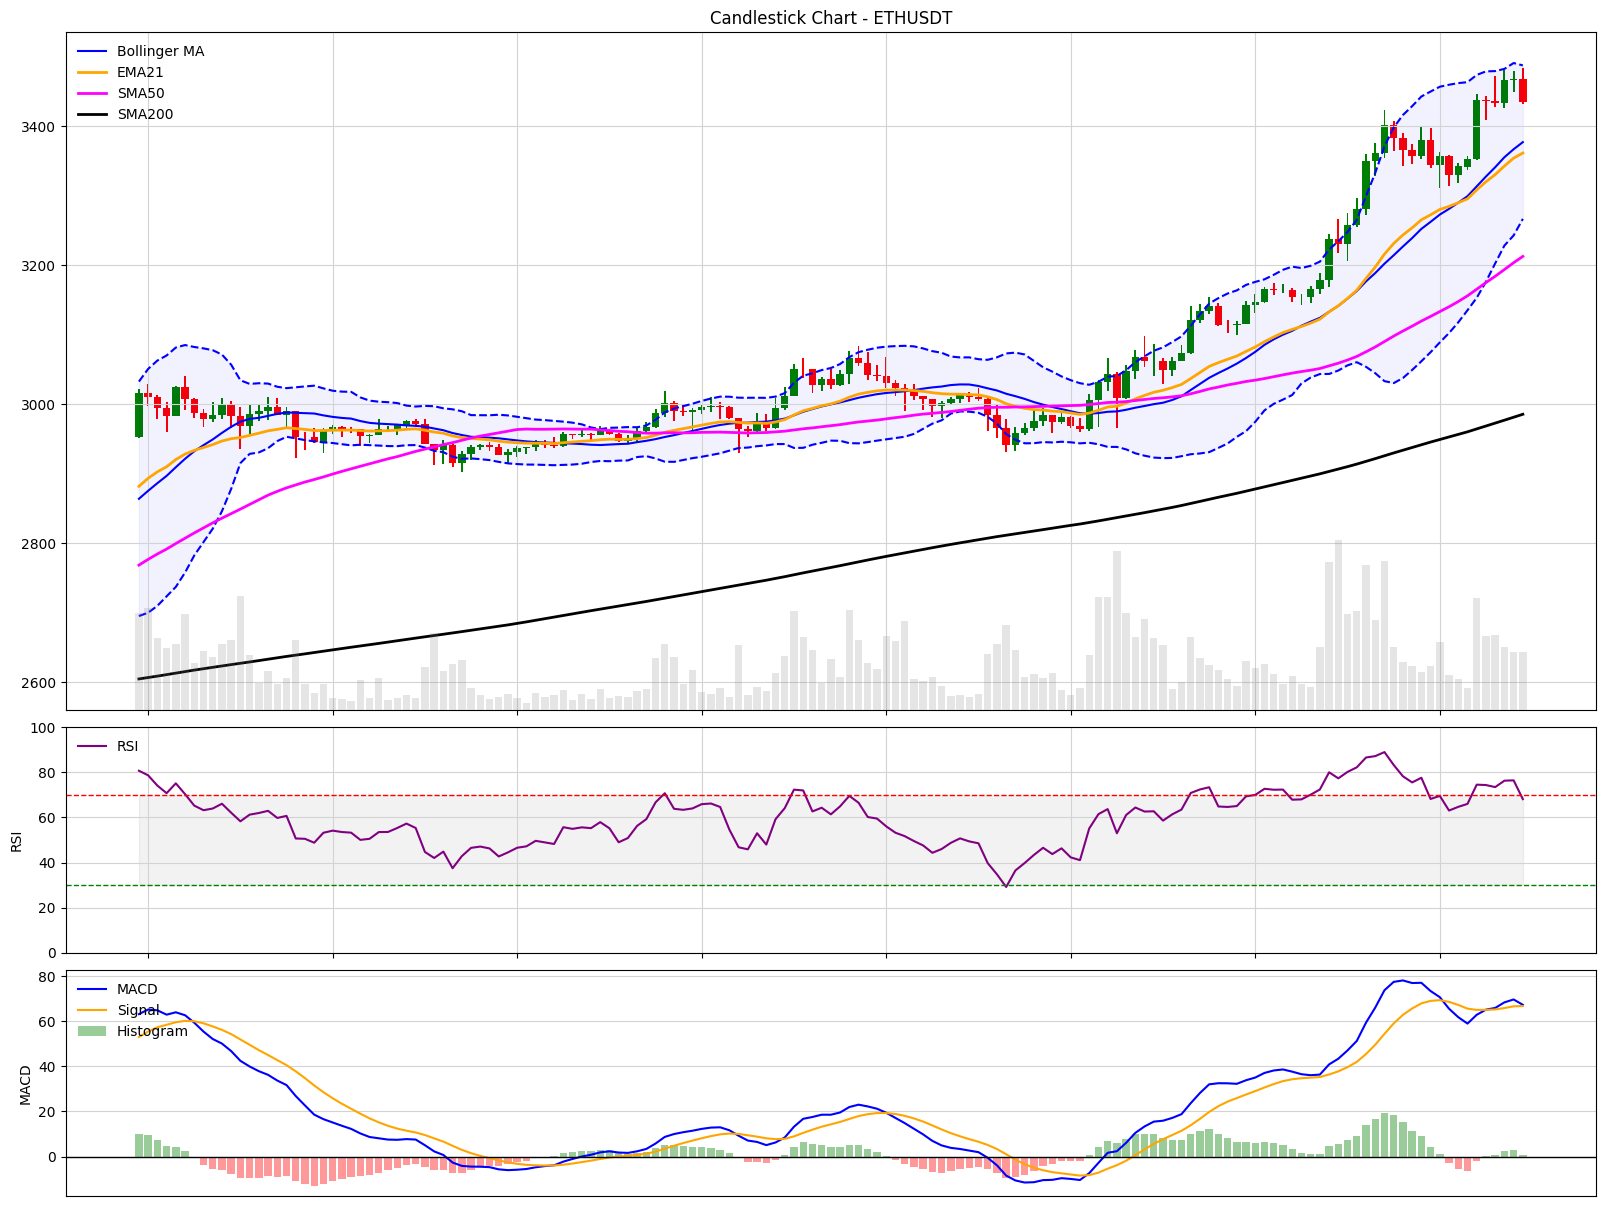 Candlestick Chart - ETHUSDT
Bollinger MA
EMA21
SMA50
SMA200
3400
3200
3000
2800
2600
RSI
100
80
60
40
20
0
RSI
MACD
Signal
Histogram
80
60
40
20
0
MACD